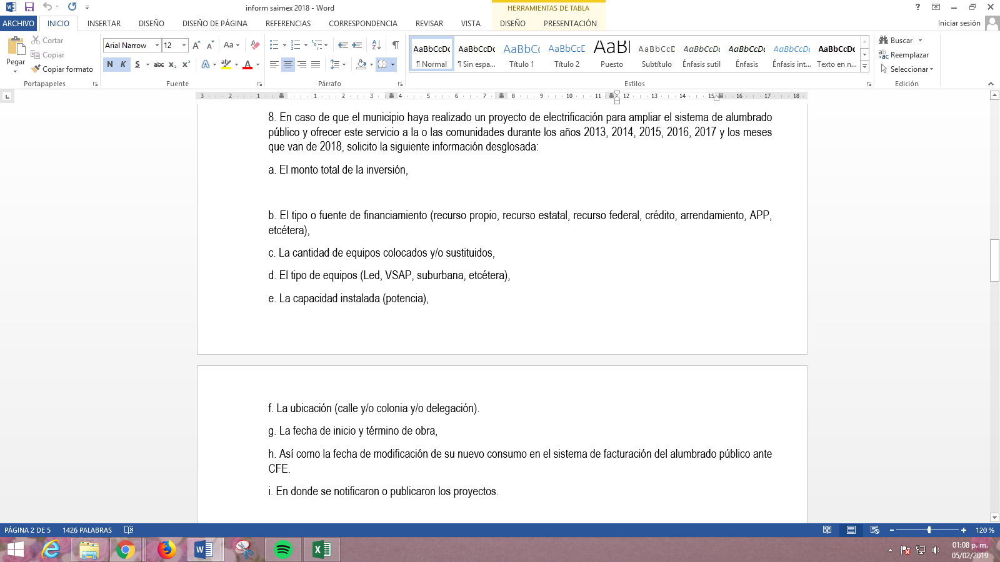 inform saimex 2018 - Word
HERRAMIENTAS DE TABLA
ARCHIVO INICIO INSERTAR DISEÑO DISEÑO DE PÁGINA REFERENCIAS CORRESPONDENCIA REVISAR VISTA DISEÑO PRESENTACIÓN Iniciar sesión
Pegar
Cortar
Copiar
Copiar formato
Portapapeles
Arial Narrow 12
N K S abc x₂ x²
Fuente
Párrafo
AaBbCcDc AaBbCcDc AaBbCc AaBbCcD AaB AaBbCcD AaBbCcDc AaBbCcDc AaBbCcDc AaBbCcDc
¶ Normal ¶ Sin espa... Título 1 Título 2 Puesto Subtítulo Énfasis sutil Énfasis Énfasis int... Texto en n...
Estilos
Buscar
Reemplazar
Seleccionar
Edición
3 2 1 1 2 3 4 5 6 7 8 9 10 11 12 13 14 15 16 17 18
8. En caso de que el municipio haya realizado un proyecto de electrificación para ampliar el sistema de alumbrado
público y ofrecer este servicio a la o las comunidades durante los años 2013, 2014, 2015, 2016, 2017 y los meses
que van de 2018, solicito la siguiente información desglosada:
a. El monto total de la inversión,
b. El tipo o fuente de financiamiento (recurso propio, recurso estatal, recurso federal, crédito, arrendamiento, APP,
etcétera),
c. La cantidad de equipos colocados y/o sustituidos,
d. El tipo de equipos (Led, VSAP, suburbana, etcétera),
e. La capacidad instalada (potencia),
f. La ubicación (calle y/o colonia y/o delegación).
g. La fecha de inicio y término de obra,
h. Así como la fecha de modificación de su nuevo consumo en el sistema de facturación del alumbrado público ante
CFE.
i. En donde se notificaron o publicaron los proyectos.
PÁGINA 2 DE 5 1426 PALABRAS 120 %
01:08 p. m.
05/02/2019